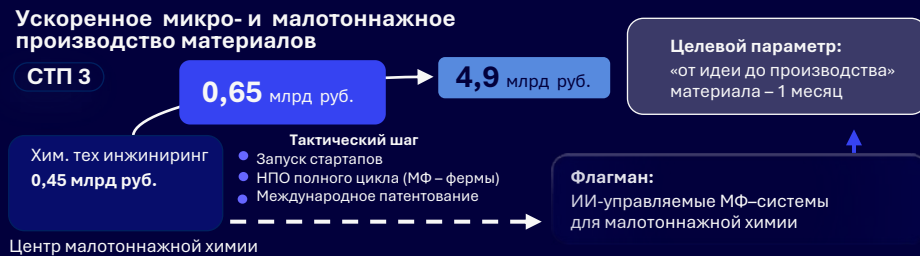 Ускоренное микро- и малотоннажное
производство материалов
СТП 3
0,65 млрд руб.
4,9 млрд руб.
Целевой параметр:
«от идеи до производства»
материала – 1 месяц
Хим. тех инжиниринг
0,45 млрд руб.
Тактический шаг
Запуск стартапов
НПО полного цикла (МФ – фермы)
Международное патентование
Флагман:
ИИ-управляемые МФ–системы
для малотоннажной химии
Центр малотоннажной химии